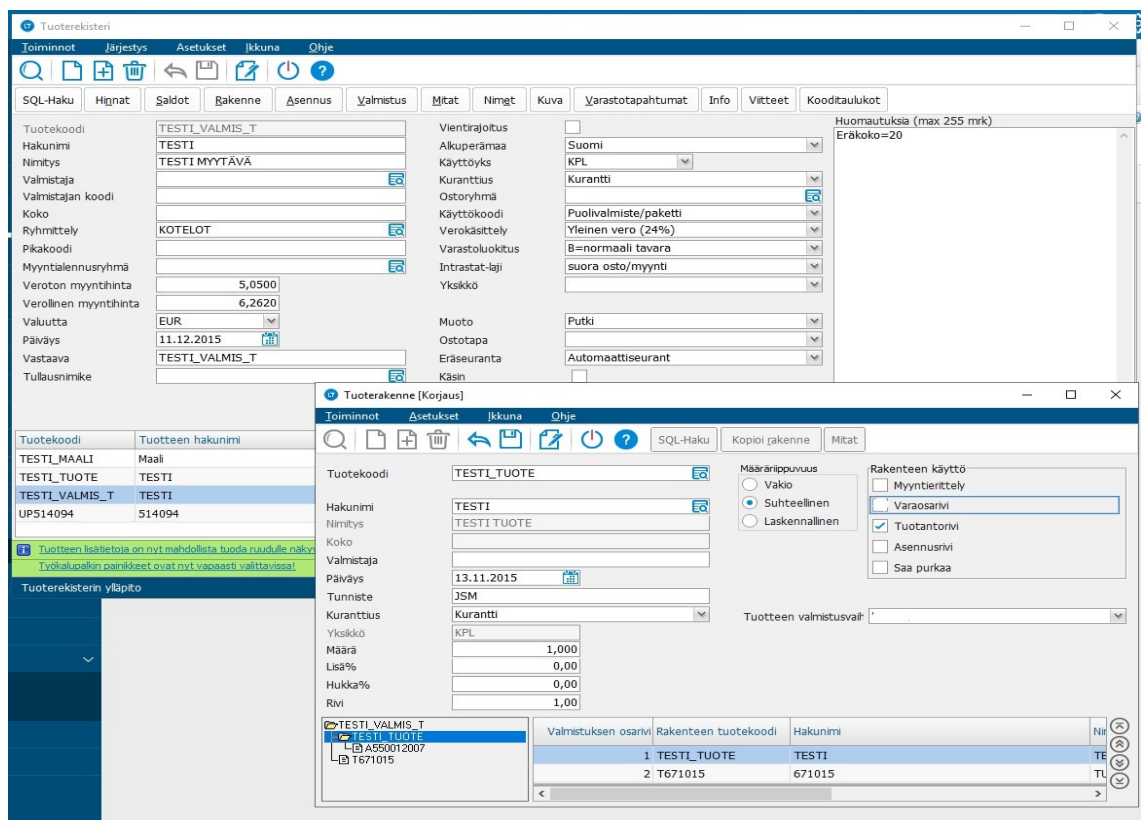 L7 Tuoterekisteri
Toiminnot Järjestys Asetukset Ikkuna Ohje
SQL-Haku Hinnat Saldot Rakenne Asennus Valmistus Mitat Nimet Kuva Varastotapahtumat Info Viitteet Kooditaulukot
Tuotekoodi TESTI_VALMIS_T
Hakunimi TESTI
Nimitys TESTI MYYTÄVÄ
Valmistaja
Valmistajan koodi
Koko
Ryhmittely KOTELOT
Pikakoodi
Myyntialennusryhmä
Veroton myyntihinta 5,0500
Verollinen myyntihinta 6,2620
Valuutta EUR
Päiväys 11.12.2015
Vastaava TESTI_VALMIS_T
Tullausnimike
Vientirajoitus
Alkuperämaa Suomi
Käyttöyks KPL
Kuranttius Kurantti
Ostoryhmä
Käyttökoodi Puolivalmiste/paketti
Verokäsittely Yleinen vero (24%)
Varastoluokitus B=normaali tavara
Intrastat-laji suora osto/myynti
Yksikkö
Muoto Putki
Ostotapa
Eräseuranta Automaattiseurant
Käsin
Huomautuksia (max 255 mrk)
Eräkoko=20
Tuotekoodi Tuotteen hakunimi
TESTI_MAALI Maali
TESTI_TUOTE TESTI
TESTI_VALMIS_T TESTI
UP514094 514094
Tuotteen lisätietoja on nyt mahdollista tuoda ruudulle näkyv
Työkalupalkin painikkeet ovat nyt vapaasti valittavissa!
Tuoterekisterin ylläpito
L7 Tuoterakenne [Korjaus]
Toiminnot Asetukset Ikkuna Ohje
SQL-Haku Kopioi rakenne Mitat
Tuotekoodi TESTI_TUOTE
Hakunimi TESTI
Nimitys TESTI TUOTE
Koko
Valmistaja
Päiväys 13.11.2015
Tunniste JSM
Kuranttius Kurantti
Yksikkö KPL
Määrä 1,000
Lisä% 0,00
Hukka% 0,00
Rivi 1,00
Määräriippuvuus
Vakio
Suhteellinen
Laskennallinen
Rakenteen käyttö
Myyntierittely
Varaosarivi
Tuotantorivi
Asennusrivi
Saa purkaa
Tuotteen valmistusvaih
TESTI_VALMIS_T
TESTI_TUOTE
A550012007
T671015
Valmistuksen osarivi Rakenteen tuotekoodi Hakunimi Nir
1 TESTI_TUOTE TESTI TE
2 T671015 671015 TU